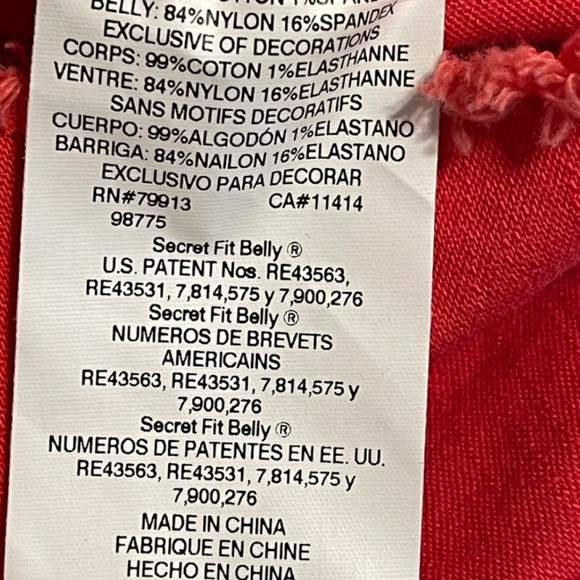 BELLY: 84%NYLON 16%SPANDEX
EXCLUSIVE OF DECORATIONS
CORPS: 99%COTON 1%ELASTHANNE
VENTRE: 84%NYLON 16%ELASTHANNE
SANS MOTIFS DECORATIFS
CUERPO: 99%ALGODÓN 1%ELASTANO
BARRIGA: 84%NAILON 16%ELASTANO
EXCLUSIVO PARA DECORAR
RN#79913 CA#11414
98775
Secret Fit Belly ®
U.S. PATENT Nos. RE43563,
RE43531, 7,814,575 y 7,900,276
Secret Fit Belly ®
NUMEROS DE BREVETS
AMERICAINS
RE43563, RE43531, 7,814,575 y
7,900,276
Secret Fit Belly ®
NUMEROS DE PATENTES EN EE. UU.
RE43563, RE43531, 7,814,575 y
7,900,276
MADE IN CHINA
FABRIQUE EN CHINE
HECHO EN CHINA